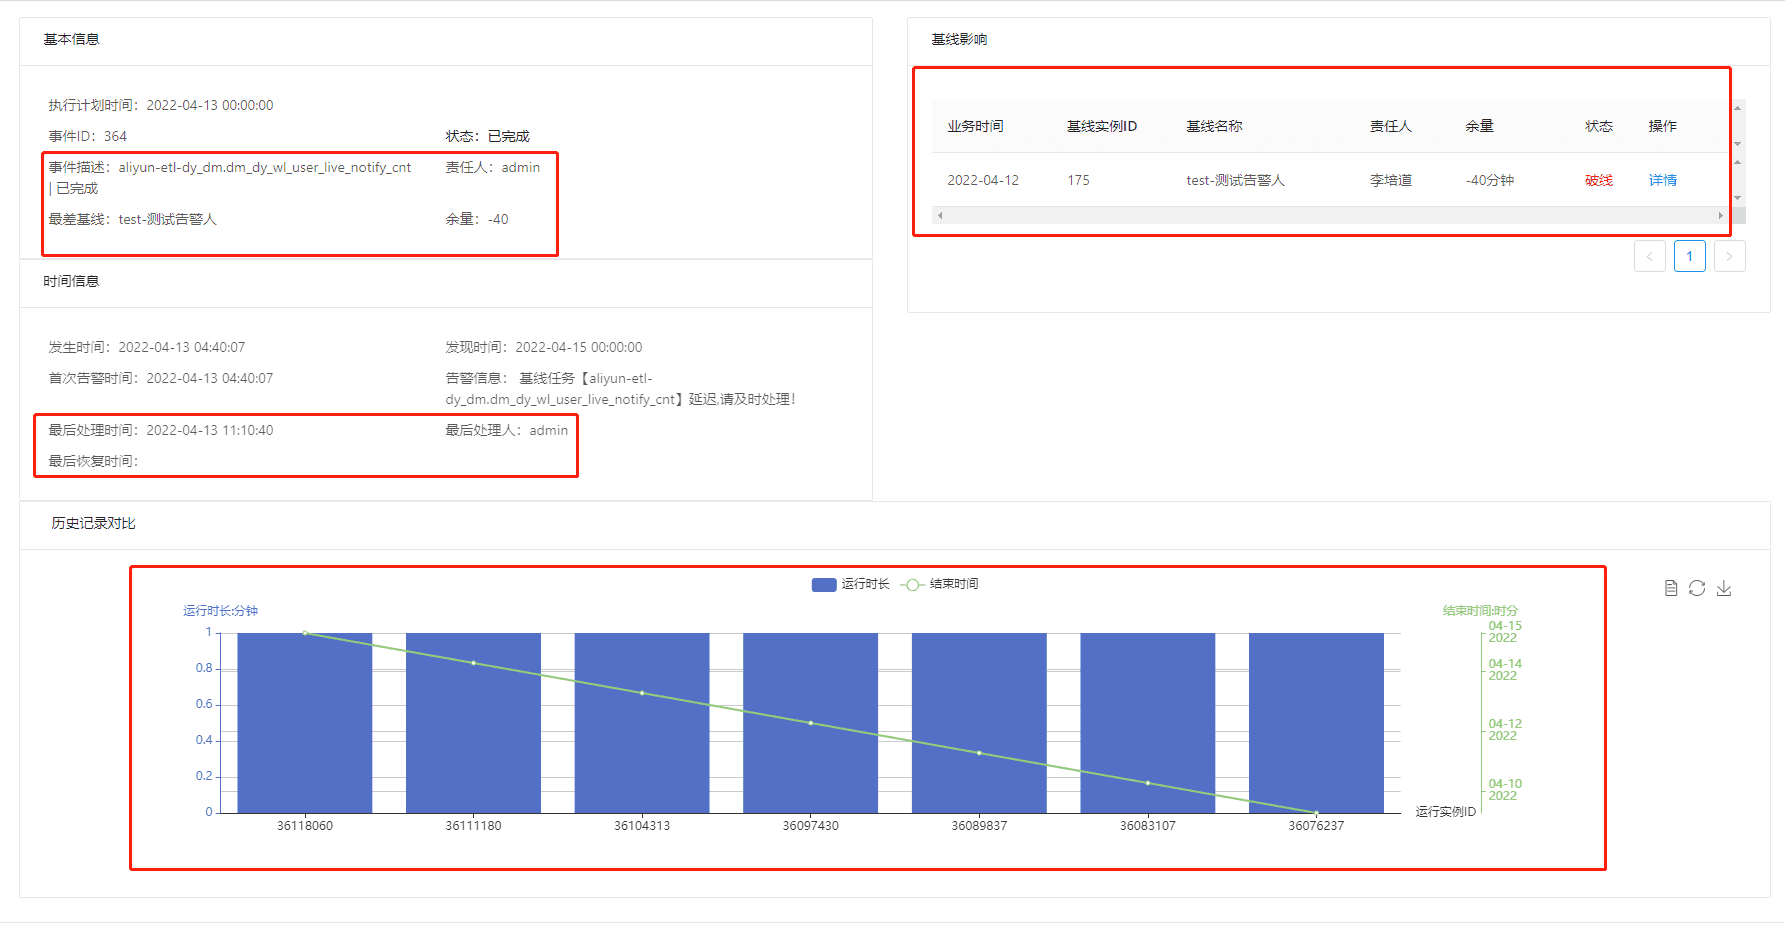 基本信息
执行计划时间：2022-04-13 00:00:00
事件ID：364
状态：已完成
事件描述：aliyun-etl-dy_dm.dm_dy_wl_user_live_notify_cnt
| 已完成
责任人：admin
最差基线：test-测试告警人
余量：-40
基线影响
业务时间 基线实例ID 基线名称 责任人 余量 状态 操作
2022-04-12 175 test-测试告警人 李培道 -40分钟 破线 详情
1
时间信息
发生时间：2022-04-13 04:40:07
发现时间：2022-04-15 00:00:00
首次告警时间：2022-04-13 04:40:07
告警信息： 基线任务【aliyun-etl-
dy_dm.dm_dy_wl_user_live_notify_cnt】延迟,请及时处理！
最后处理时间：2022-04-13 11:10:40
最后处理人：admin
最后恢复时间：
历史记录对比
运行时长 结束时间
运行时长:分钟
结束时间:时分
1
0.8
0.6
0.4
0.2
0
04-15
2022
04-14
2022
04-12
2022
04-10
2022
运行实例ID
36118060 36111180 36104313 36097430 36089837 36083107 36076237